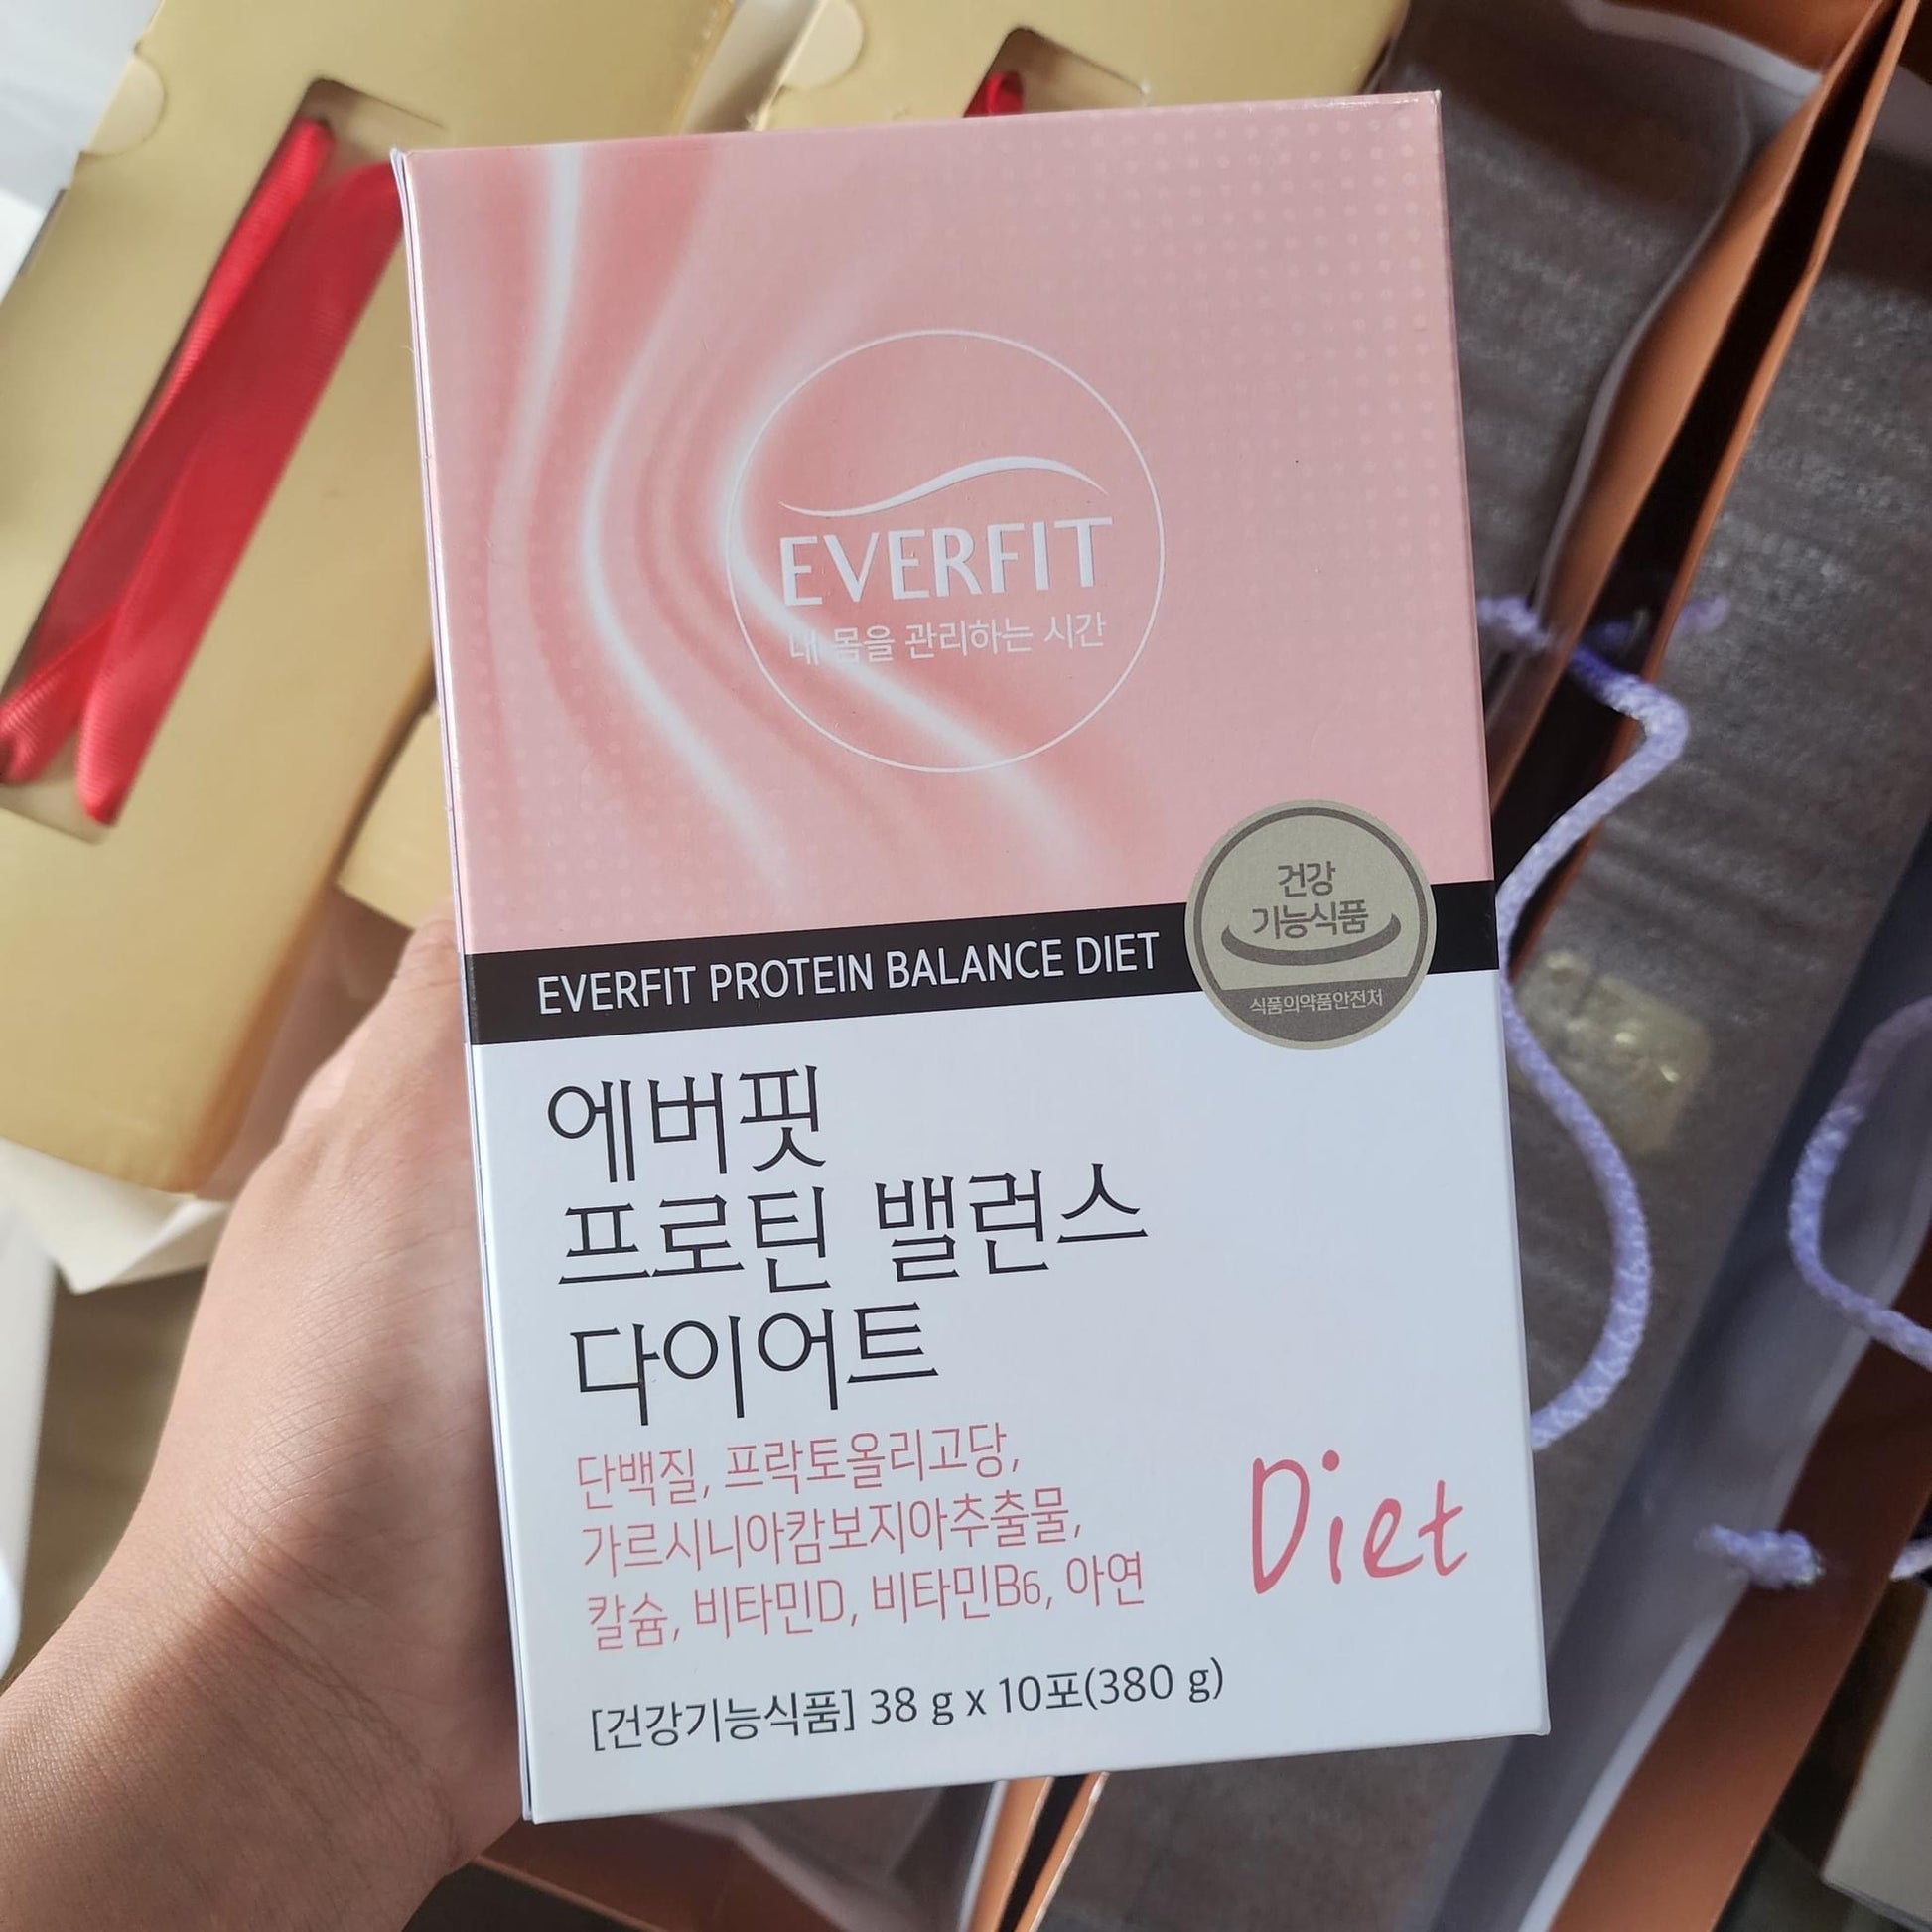 EVERFIT
내 몸을 관리하는 시간
건강
기능식품
식품의약품안전처
EVERFIT PROTEIN BALANCE DIET
에버핏
프로틴 밸런스
다이어트
단백질, 프락토올리고당,
가르시니아캄보지아추출물,
칼슘, 비타민D, 비타민B6, 아연
Diet
[건강기능식품] 38 g x 10포(380 g)